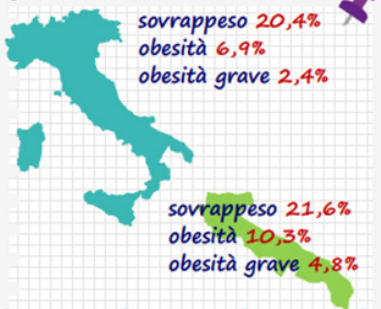 sovrappeso 20,4%
obesità 6,9%
obesità grave 2,4%
sovrappeso 21,6%
obesità 10,3%
obesità grave 4,8%